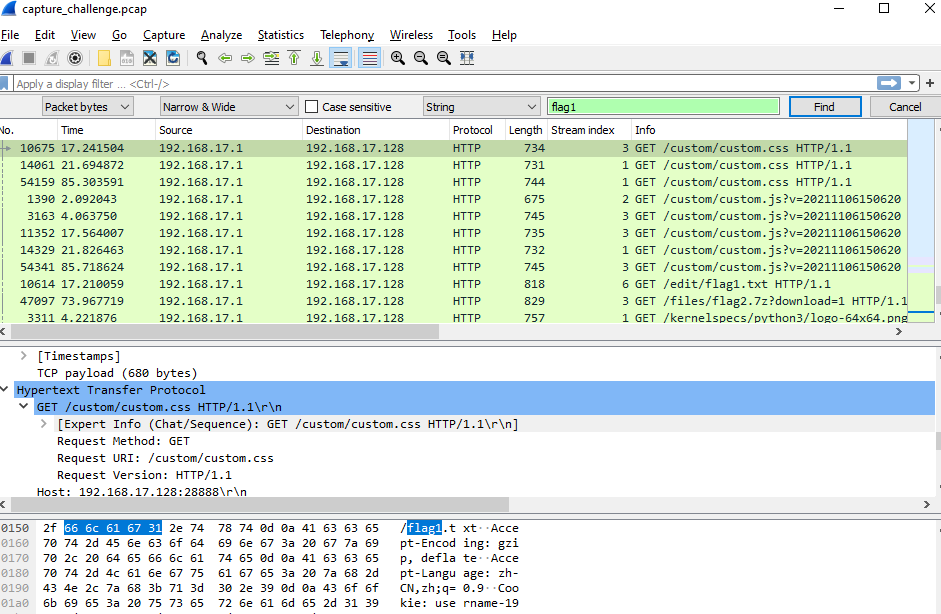 capture_challenge.pcap
File Edit View Go Capture Analyze Statistics Telephony Wireless Tools Help
Apply a display filter ... <Ctrl-/>
Packet bytes Narrow & Wide Case sensitive String flag1 Find Cancel
No. Time Source Destination Protocol Length Stream index Info
10675 17.241504 192.168.17.1 192.168.17.128 HTTP 734 3 GET /custom/custom.css HTTP/1.1
14061 21.694872 192.168.17.1 192.168.17.128 HTTP 731 1 GET /custom/custom.css HTTP/1.1
54159 85.303591 192.168.17.1 192.168.17.128 HTTP 744 1 GET /custom/custom.css HTTP/1.1
1390 2.092043 192.168.17.1 192.168.17.128 HTTP 675 2 GET /custom/custom.js?v=20211106150620
3163 4.063750 192.168.17.1 192.168.17.128 HTTP 745 3 GET /custom/custom.js?v=20211106150620
11352 17.564007 192.168.17.1 192.168.17.128 HTTP 735 3 GET /custom/custom.js?v=20211106150620
14329 21.826463 192.168.17.1 192.168.17.128 HTTP 732 1 GET /custom/custom.js?v=20211106150620
54341 85.718624 192.168.17.1 192.168.17.128 HTTP 745 3 GET /custom/custom.js?v=20211106150620
10614 17.210059 192.168.17.1 192.168.17.128 HTTP 818 6 GET /edit/flag1.txt HTTP/1.1
47097 73.967719 192.168.17.1 192.168.17.128 HTTP 829 3 GET /files/flag2.7z?download=1 HTTP/1.1
3311 4.221876 192.168.17.1 192.168.17.128 HTTP 757 1 GET /kernelspecs/python3/logo-64x64.png
[Timestamps]
TCP payload (680 bytes)
Hypertext Transfer Protocol
GET /custom/custom.css HTTP/1.1\r\n
[Expert Info (Chat/Sequence): GET /custom/custom.css HTTP/1.1\r\n]
Request Method: GET
Request URI: /custom/custom.css
Request Version: HTTP/1.1
Host: 192.168.17.128:28888\r\n
0150 2f 66 6c 61 67 31 2e 74 78 74 0d 0a 41 63 63 65 /flag1.t xt··Acce
0160 70 74 2d 45 6e 63 6f 64 69 6e 67 3a 20 67 7a 69 pt-Encod ing: gzi
0170 70 2c 20 64 65 66 6c 61 74 65 0d 0a 41 63 63 65 p, defla te··Acce
0180 70 74 2d 4c 61 6e 67 75 61 67 65 3a 20 7a 68 2d pt-Langu age: zh-
0190 43 4e 2c 7a 68 3b 71 3d 30 2e 39 0d 0a 43 6f 6f CN,zh;q= 0.9··Coo
01a0 6b 69 65 3a 20 75 73 65 72 6e 61 6d 65 2d 31 39 kie: use rname-19